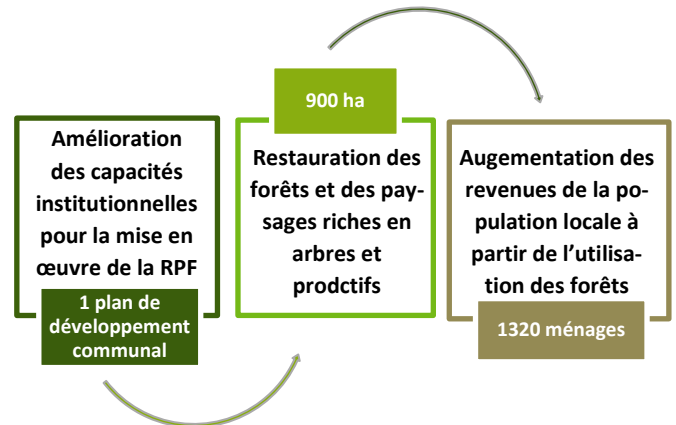 Amélioration
des capacités
institutionnelles
pour la mise en
œuvre de la RPF
1 plan de
développement
communal
900 ha
Restauration des
forêts et des pay-
sages riches en
arbres et
prodctifs
Augementation des
revenues de la po-
pulation locale à
partir de l’utilisa-
tion des forêts
1320 ménages